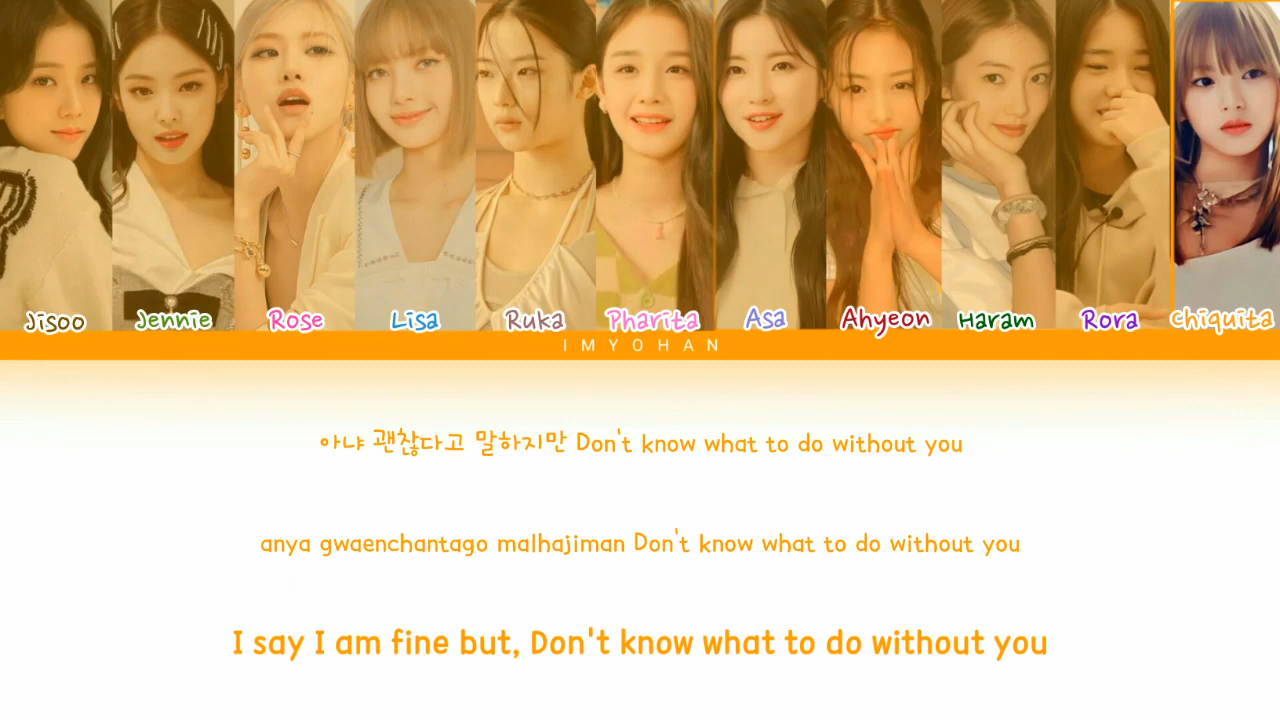 Jisoo Jennie Rose Lisa Ruka Pharita Asa Ahyeon Haram Rora Chiquita
IMYOHAN
아냐 괜찮다고 말하지만 Don't know what to do without you
anya gwaenchantago malhajiman Don't know what to do without you
I say I am fine but, Don't know what to do without you